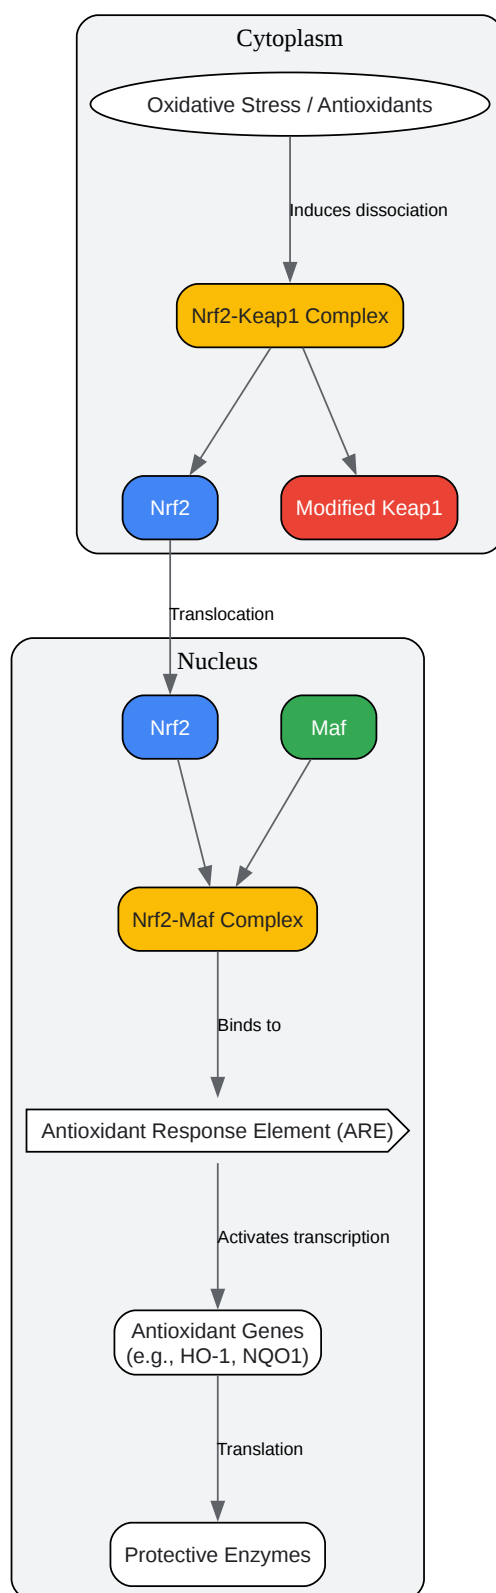 Cytoplasm
Oxidative Stress / Antioxidants
Induces dissociation
Nrf2-Keap1 Complex
Nrf2
Modified Keap1
Translocation
Nucleus
Nrf2
Maf
Nrf2-Maf Complex
Binds to
Antioxidant Response Element (ARE)
Activates transcription
Antioxidant Genes
(e.g., HO-1, NQO1)
Translation
Protective Enzymes